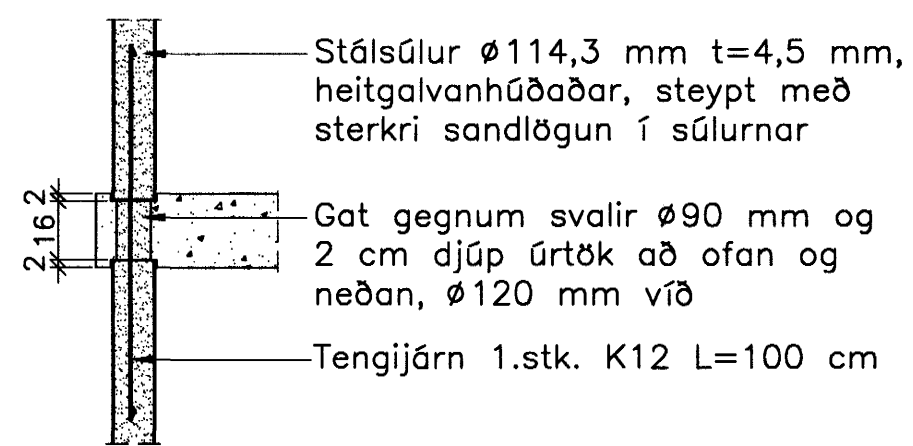 Stálsúlur ø114,3 mm t=4,5 mm,
heitgalvanhúðaðar, steypt með
sterkri sandlögun í súlurnar
2 16 2
Gat gegnum svalir ø90 mm og
2 cm djúp úrtök að ofan og
neðan, ø120 mm víð
Tengijárn 1.stk. K12 L=100 cm